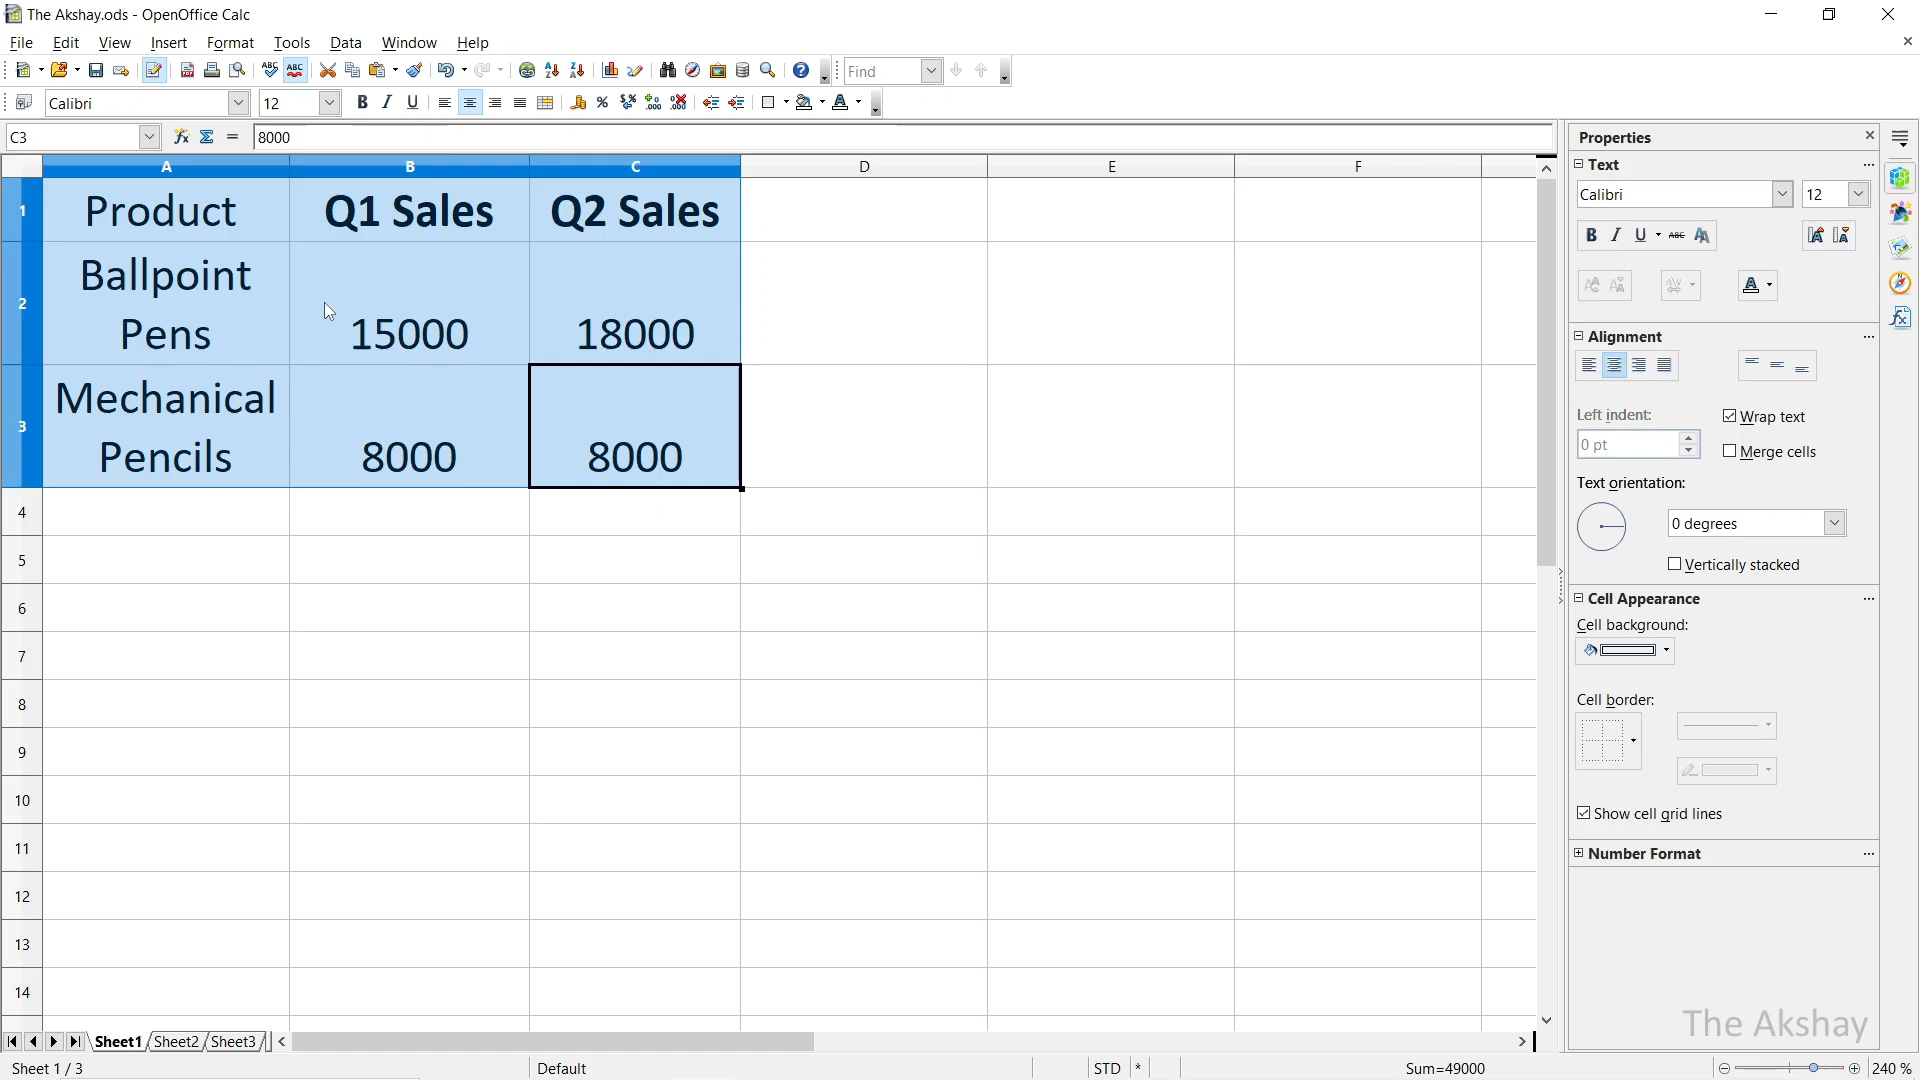 The Akshay.ods - OpenOffice Calc
File Edit View Insert Format Tools Data Window Help
Find
Calibri 12
C3 8000
A B C D E F
1 Product Q1 Sales Q2 Sales
2 Ballpoint
Pens 15000 18000
3 Mechanical
Pencils 8000 8000
4
5
6
7
8
9
10
11
12
13
14
Sheet1 Sheet2 Sheet3
Sheet 1 / 3 Default STD * Sum=49000 240 %
Properties
Text
Calibri 12
Alignment
Left indent:
Wrap text
0 pt
Merge cells
Text orientation:
0 degrees
Vertically stacked
Cell Appearance
Cell background:
Cell border:
Show cell grid lines
Number Format
The Akshay